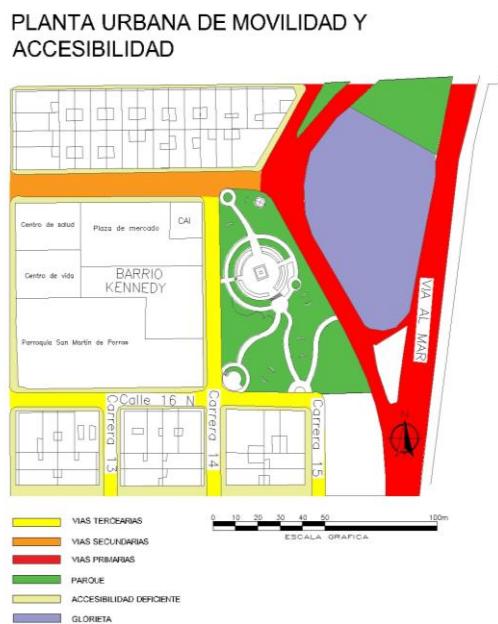 PLANTA URBANA DE MOVILIDAD Y
ACCESIBILIDAD
Centro de salud
Plaza de mercado
CAI
Centro de vida
BARRIO
KENNEDY
Parroquia San Martin de Porras
VIA AL MAR
Calle 16 N
Carrera 13
Carrera 14
Carrera 15
N
VIAS TERCEARIAS
VIAS SECUNDARIAS
VIAS PRIMARIAS
PARQUE
ACCESIBILIDAD DEFICIENTE
GLORIETA
0 10 20 30 40 50 100m
ESCALA GRAFICA